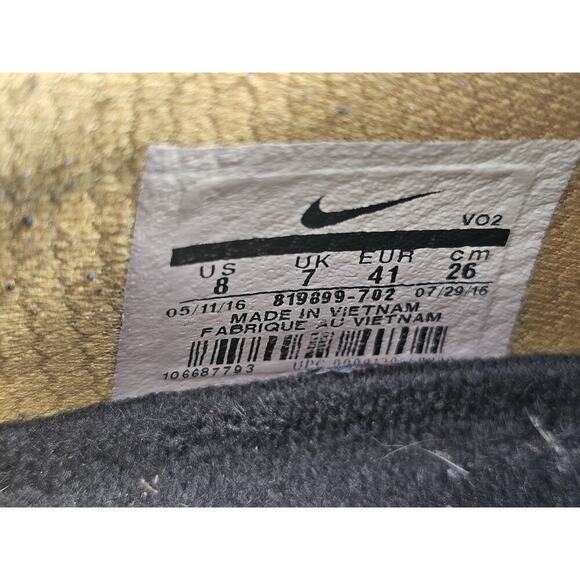 VO2
US UK EUR cm
8 7 41 26
05/11/16 819899-702 07/29/16
MADE IN VIETNAM
FABRIQUE AU VIETNAM
106687793 UPC